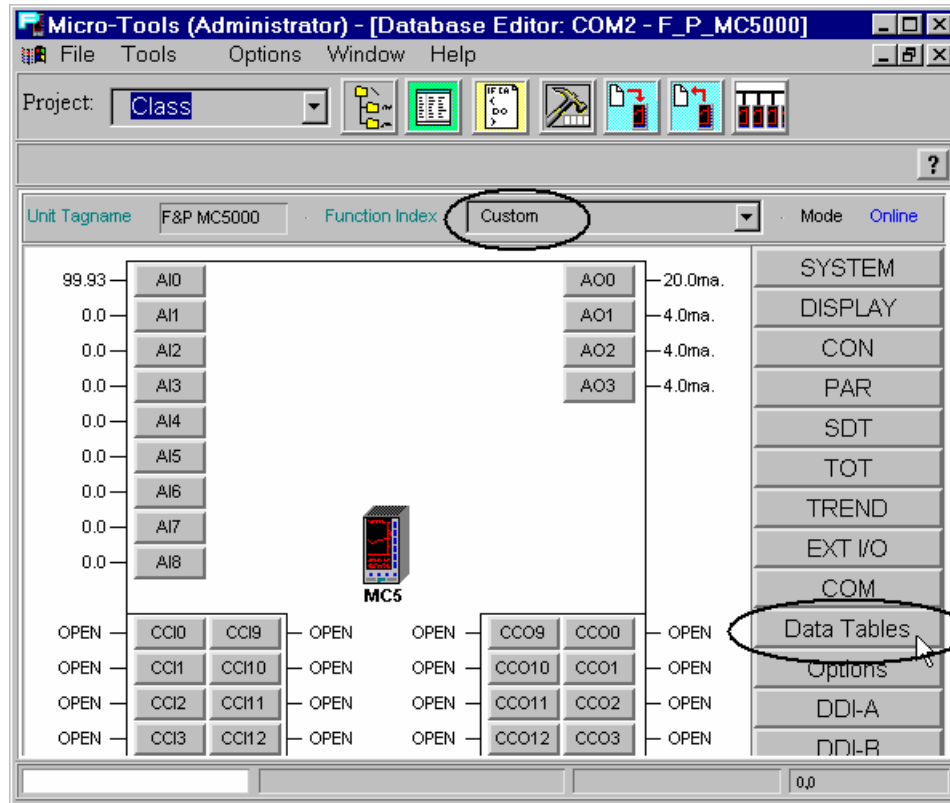 Micro-Tools (Administrator) - [Database Editor: COM2 - F_P_MC5000]
File Tools Options Window Help
Project: Class
?
Unit Tagname F&P MC5000 Function Index Custom Mode Online
99.93 AI0 AO0 20.0ma. SYSTEM
0.0 AI1 AO1 4.0ma. DISPLAY
0.0 AI2 AO2 4.0ma. CON
0.0 AI3 AO3 4.0ma. PAR
0.0 AI4 SDT
0.0 AI5 TOT
0.0 AI6 TREND
0.0 AI7 EXT I/O
0.0 AI8 COM
MC5
OPEN CCI0 CCI9 OPEN OPEN CCO9 CCO0 OPEN Data Tables
OPEN CCI1 CCI10 OPEN OPEN CCO10 CCO1 OPEN Options
OPEN CCI2 CCI11 OPEN OPEN CCO11 CCO2 OPEN DDI-A
OPEN CCI3 CCI12 OPEN OPEN CCO12 CCO3 OPEN DDI-B
0,0